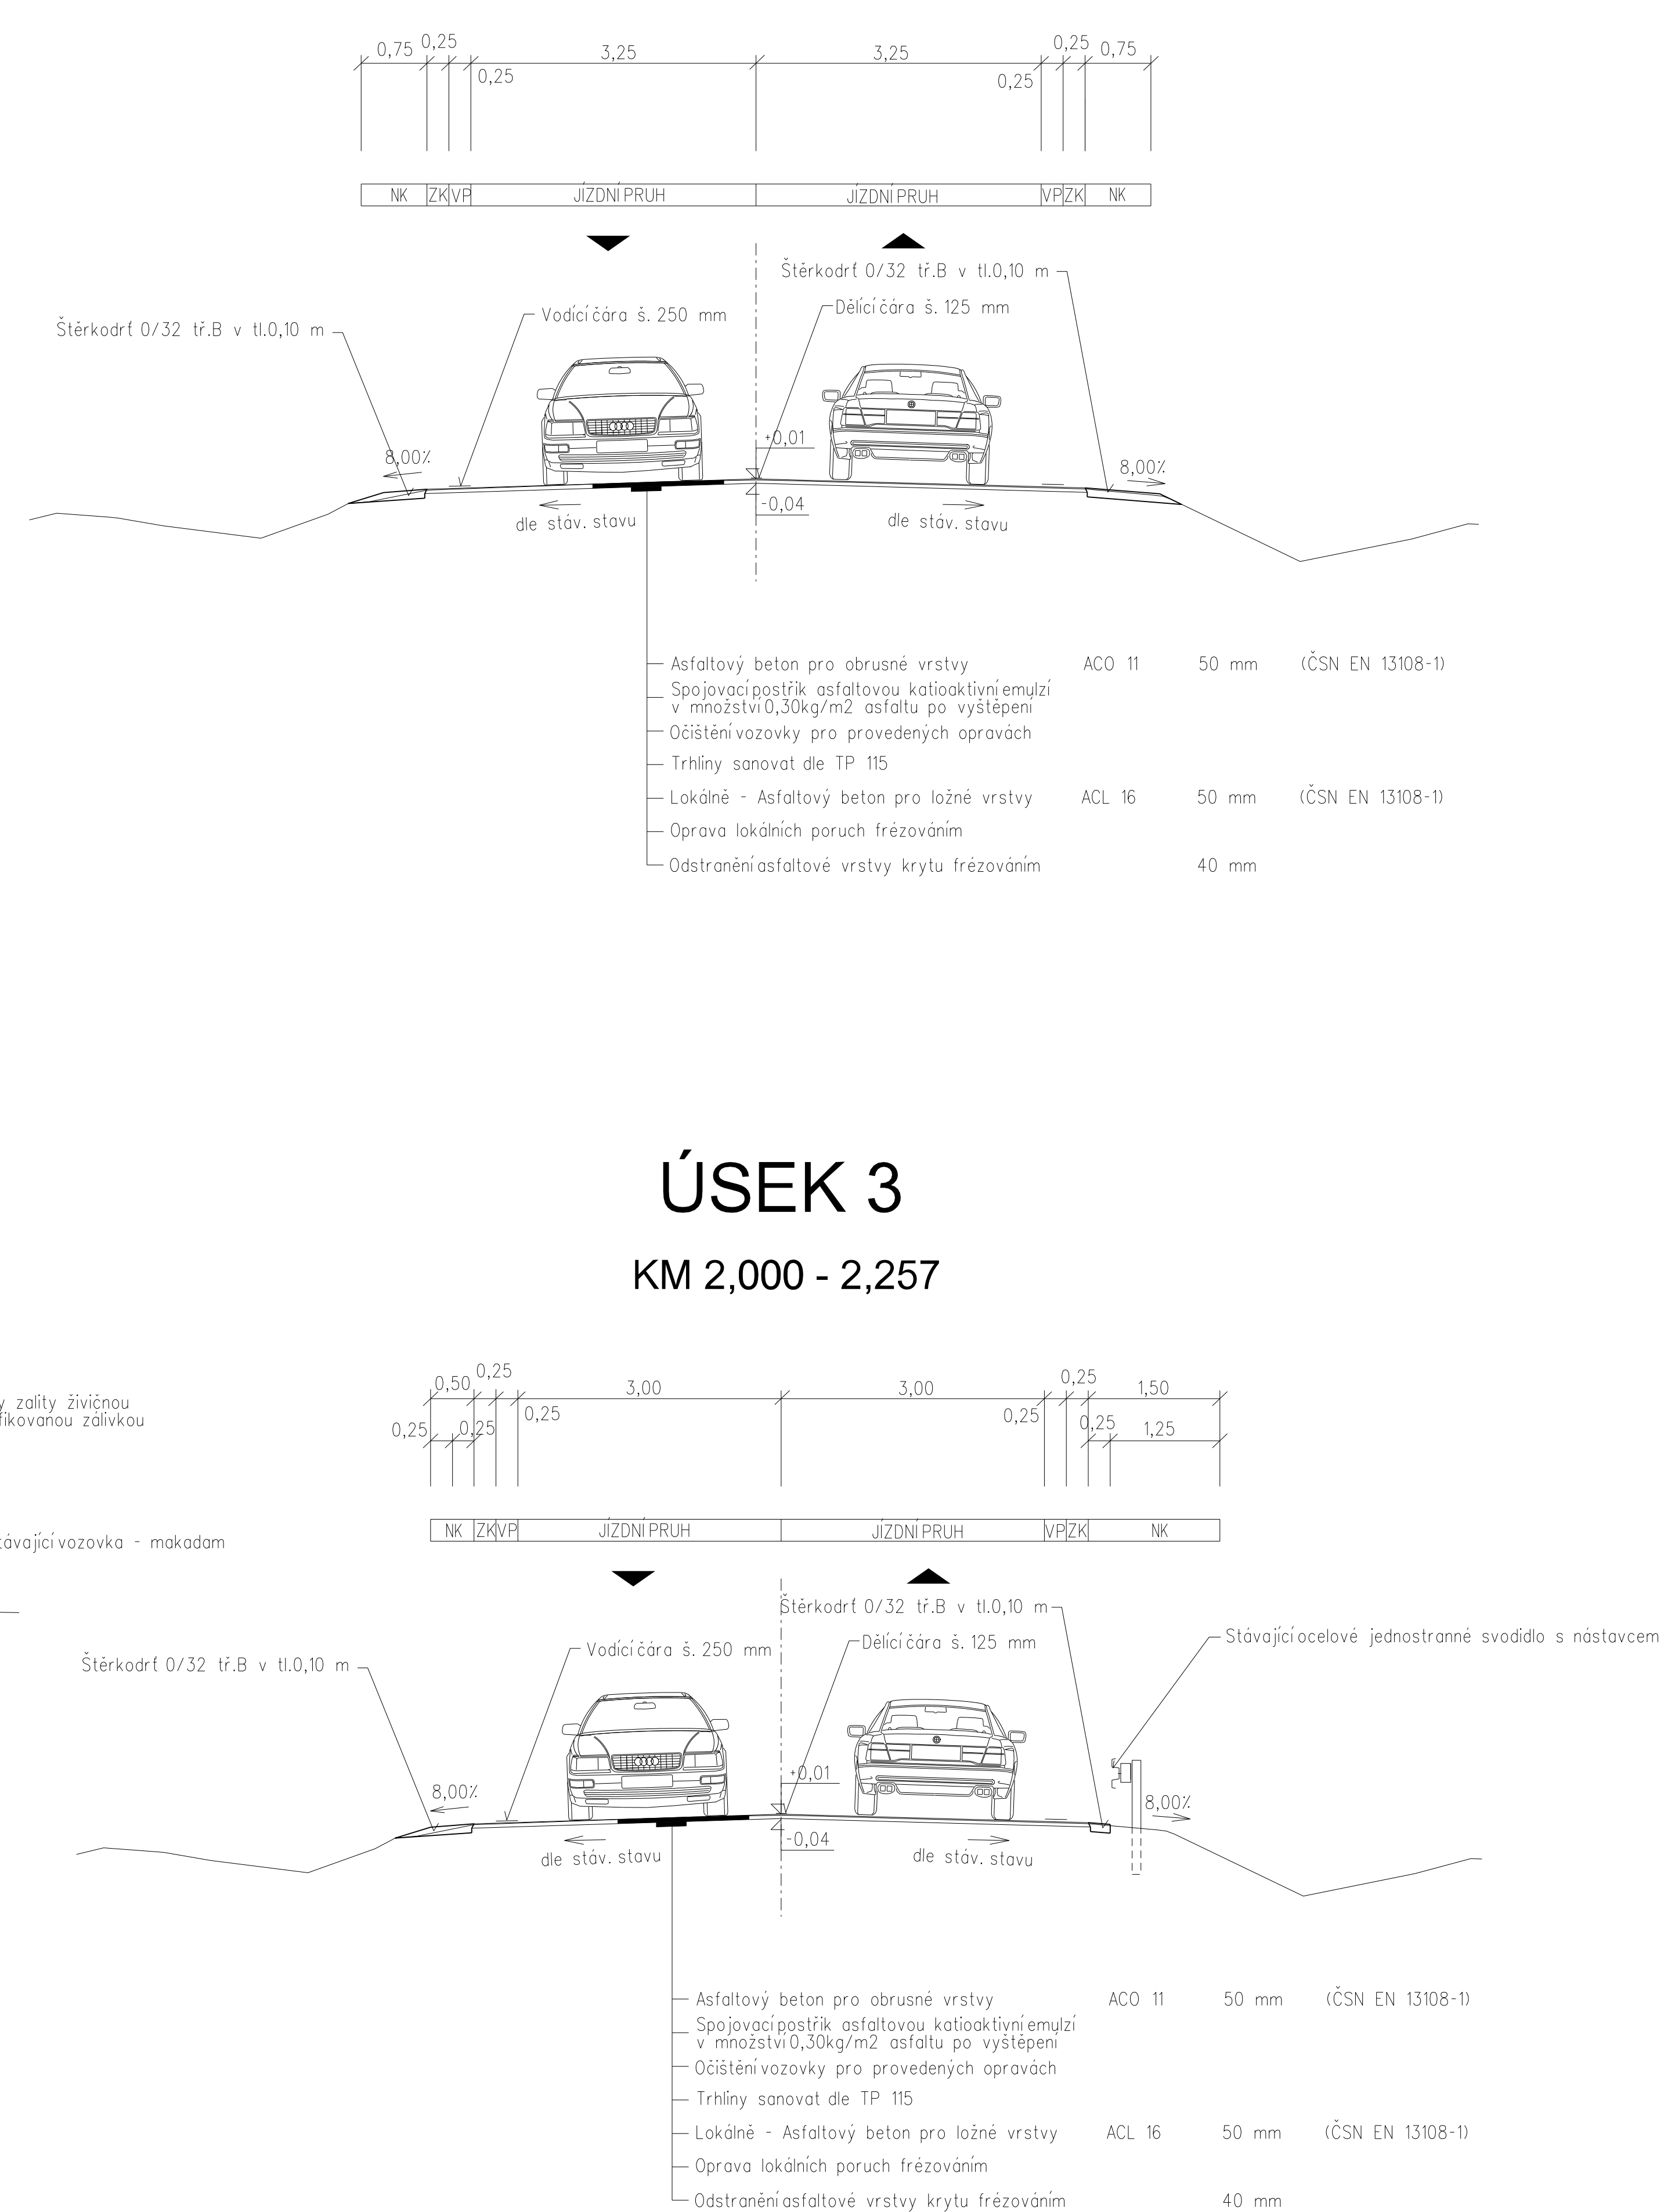 0,75 0,25 3,25 3,25 0,25 0,75
0,25 0,25
NK ZK VP JÍZDNÍ PRUH JÍZDNÍ PRUH VP ZK NK
Štěrkodrť 0/32 tř.B v tl.0,10 m
Vodící čára š. 250 mm
Dělící čára š. 125 mm
Štěrkodrť 0/32 tř.B v tl.0,10 m
+0,01
8,00%
8,00%
-0,04
dle stáv. stavu
dle stáv. stavu
Asfaltový beton pro obrusné vrstvy ACO 11 50 mm (ČSN EN 13108-1)
Spojovací postřik asfaltovou katioaktivní emulzí
v množství 0,30kg/m2 asfaltu po vyštěpení
Očištění vozovky pro provedených opravách
Trhliny sanovat dle TP 115
Lokálně - Asfaltový beton pro ložné vrstvy ACL 16 50 mm (ČSN EN 13108-1)
Oprava lokálních poruch frézováním
Odstranění asfaltové vrstvy krytu frézováním 40 mm
ÚSEK 3
KM 2,000 - 2,257
y zality živičnou
fikovanou zálivkou
távající vozovka - makadam
0,50 0,25 3,00 3,00 0,25 1,50
0,25 0,25 0,25 0,25 0,25 1,25
NK ZK VP JÍZDNÍ PRUH JÍZDNÍ PRUH VP ZK NK
Štěrkodrť 0/32 tř.B v tl.0,10 m
Stávající ocelové jednostranné svodidlo s nástavcem
Vodící čára š. 250 mm
Dělící čára š. 125 mm
Štěrkodrť 0/32 tř.B v tl.0,10 m
+0,01
8,00%
8,00%
-0,04
dle stáv. stavu
dle stáv. stavu
Asfaltový beton pro obrusné vrstvy ACO 11 50 mm (ČSN EN 13108-1)
Spojovací postřik asfaltovou katioaktivní emulzí
v množství 0,30kg/m2 asfaltu po vyštěpení
Očištění vozovky pro provedených opravách
Trhliny sanovat dle TP 115
Lokálně - Asfaltový beton pro ložné vrstvy ACL 16 50 mm (ČSN EN 13108-1)
Oprava lokálních poruch frézováním
Odstranění asfaltové vrstvy krytu frézováním 40 mm